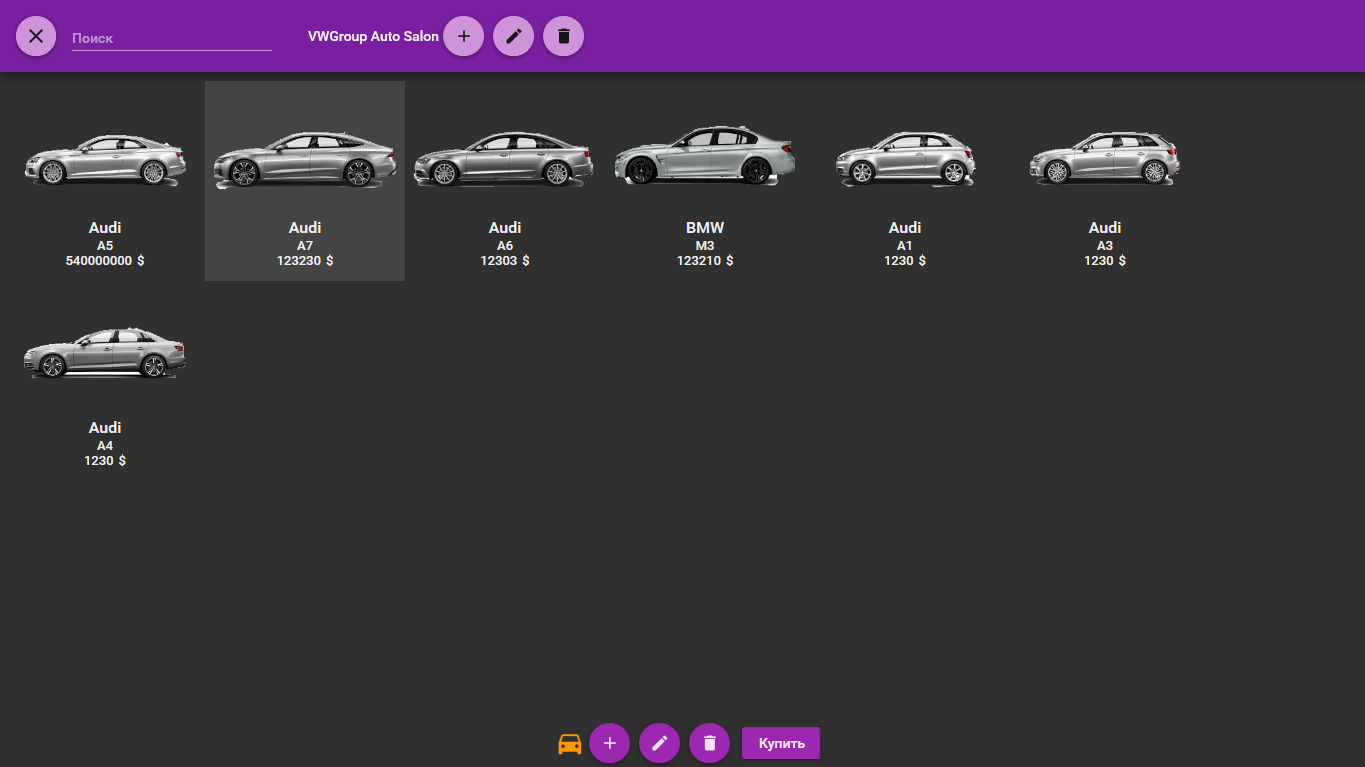 Поиск
VWGroup Auto Salon
Audi
A5
540000000 $
Audi
A7
123230 $
Audi
A6
12303 $
BMW
M3
123210 $
Audi
A1
1230 $
Audi
A3
1230 $
Audi
A4
1230 $
Купить